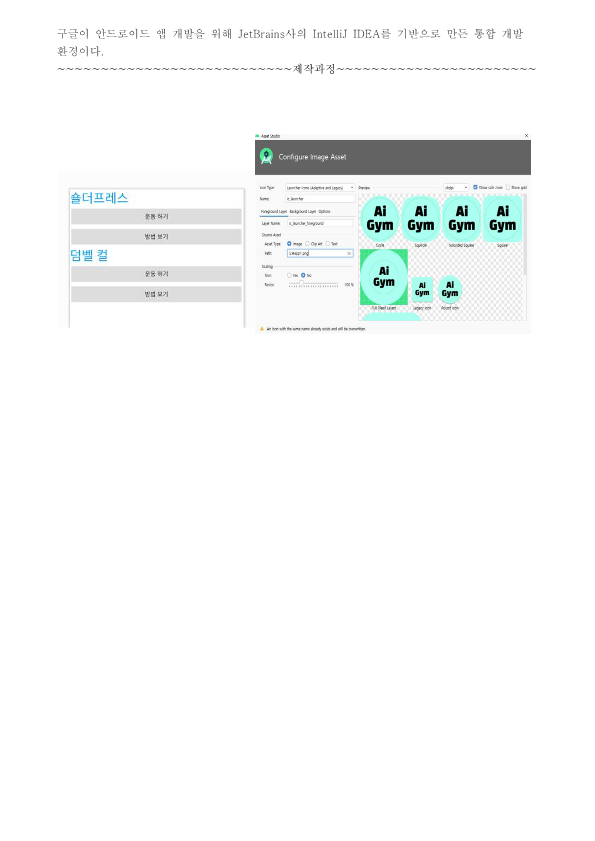 구글이 안드로이드 앱 개발을 위해 JetBrains사의 IntelliJ IDEA를 기반으로 만든 통합 개발
환경이다.
~~~~~~~~~~~~~~~~~~~~~~~~~~~제작과정~~~~~~~~~~~~~~~~~~~~~~~
숄더프레스
운동 하기
방법 보기
덤벨 컬
운동 하기
방법 보기
Asset Studio
Configure Image Asset
Icon Type: Launcher Icons (Adaptive and Legacy)
Name: ic_launcher
Foreground Layer Background Layer Options
Layer Name: ic_launcher_foreground
Source Asset
Asset Type: Image Clip Art Text
Path:
Scaling
Trim: Yes No
Resize: 100 %
Preview xhdpi Show safe zone Show grid
Ai Gym
Ai Gym
Ai Gym
Ai Gym
Circle Squircle Rounded Square Square
Ai Gym
Ai Gym
Ai Gym
Full Bleed Layers Legacy Icon Round Icon
An icon with the same name already exists and will be overwritten.